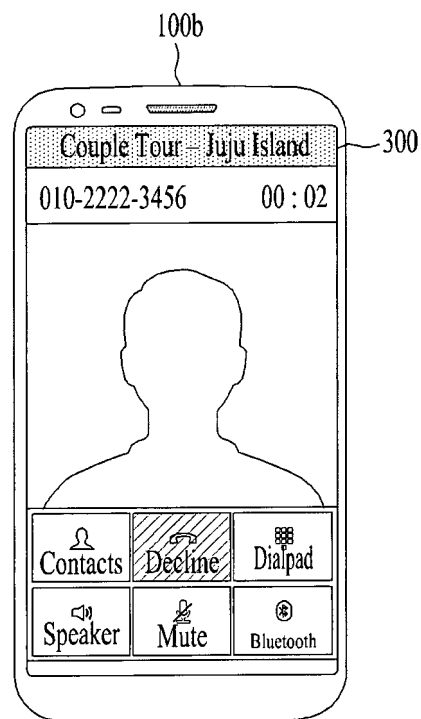 100b
Couple Tour – Juju Island
300
010-2222-3456 00 : 02
Contacts Decline Dialpad
Speaker Mute Bluetooth